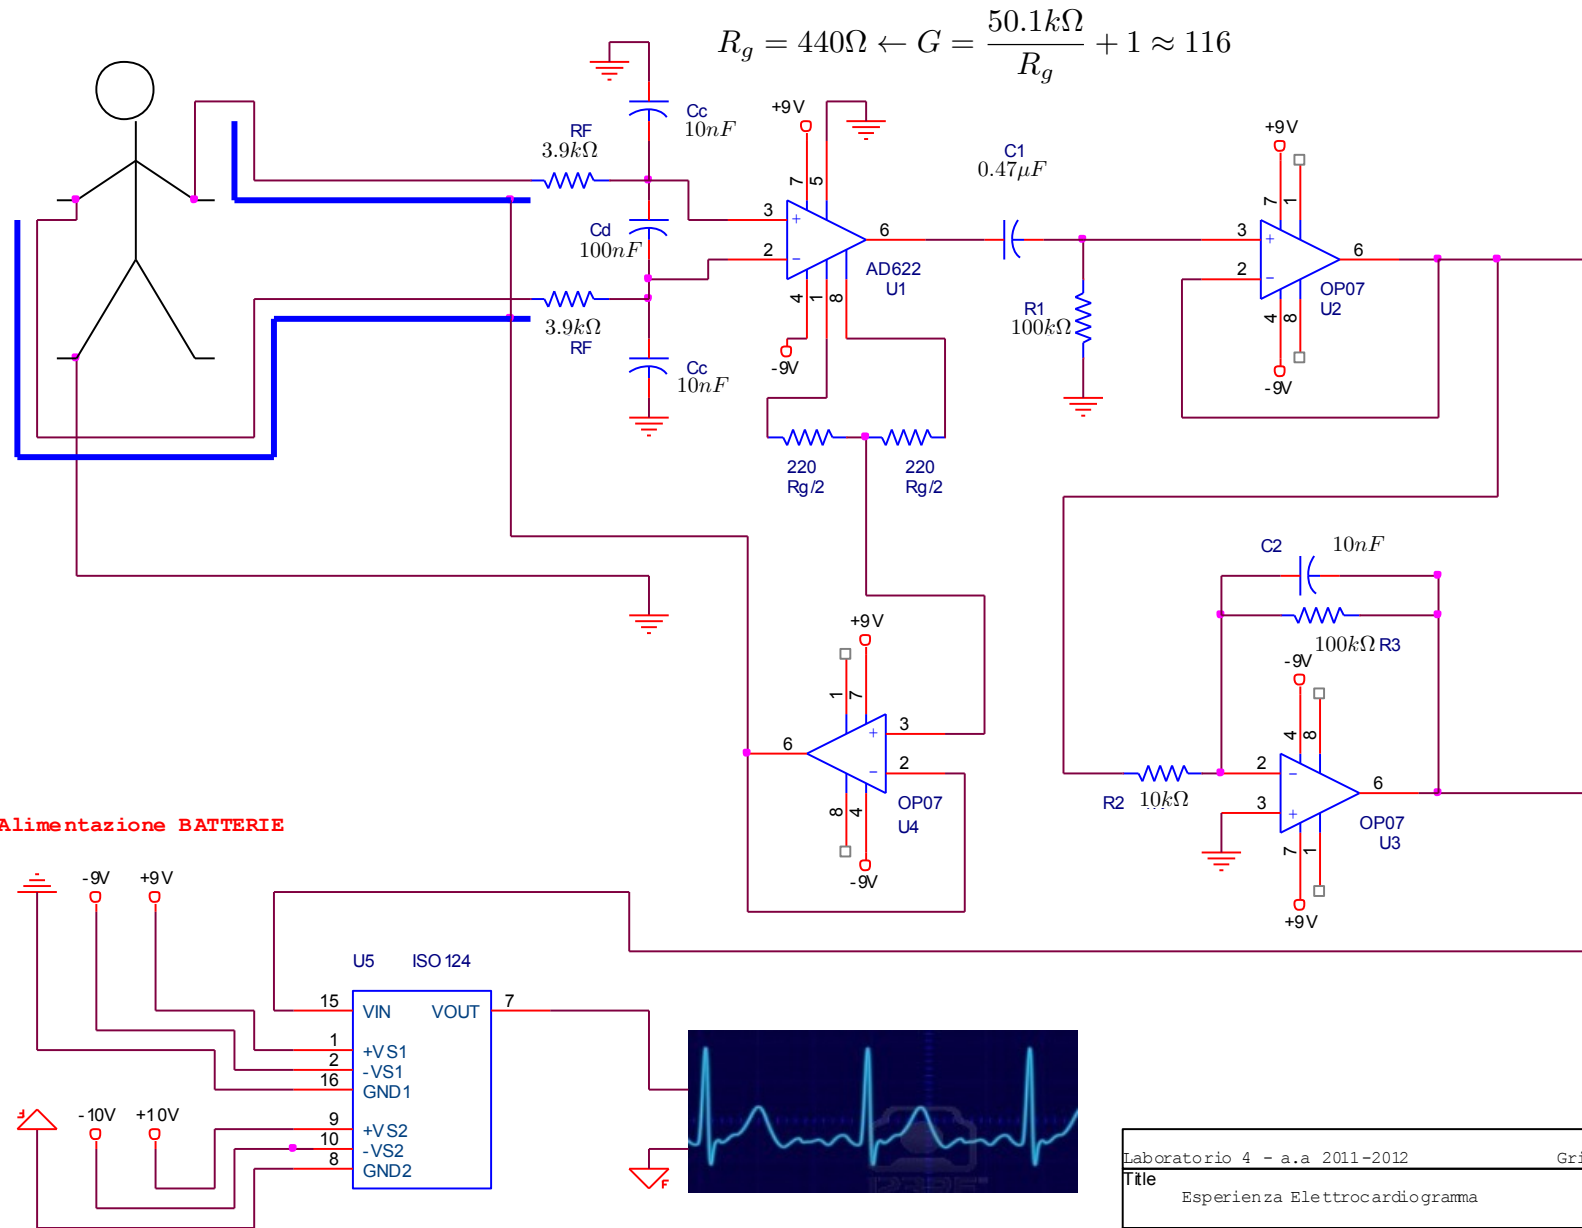 R_g = 440Ω ← G = 50.1kΩ / R_g + 1 ≈ 116
Cc
10nF
RF
3.9kΩ
Cd
100nF
3.9kΩ
RF
Cc
10nF
+9V
7
5
3
+
2
-
6
4
1
8
AD622
U1
-9V
220
Rg/2
220
Rg/2
C1
0.47μF
R1
100kΩ
+9V
7
1
3
+
2
-
6
4
8
OP07
U2
-9V
C2
10nF
100kΩ R3
-9V
4
8
R2
10kΩ
2
-
3
+
6
7
1
OP07
U3
+9V
+9V
1
7
6
3
+
2
-
8
4
OP07
U4
-9V
Alimentazione BATTERIE
-9V
+9V
U5
ISO124
15
VIN
VOUT
7
1
+VS1
2
-VS1
16
GND1
-10V
+10V
9
+VS2
10
-VS2
8
GND2
F
F
Laboratorio 4 - a.a 2011-2012
Gri
Title
Esperienza Elettrocardiogramma